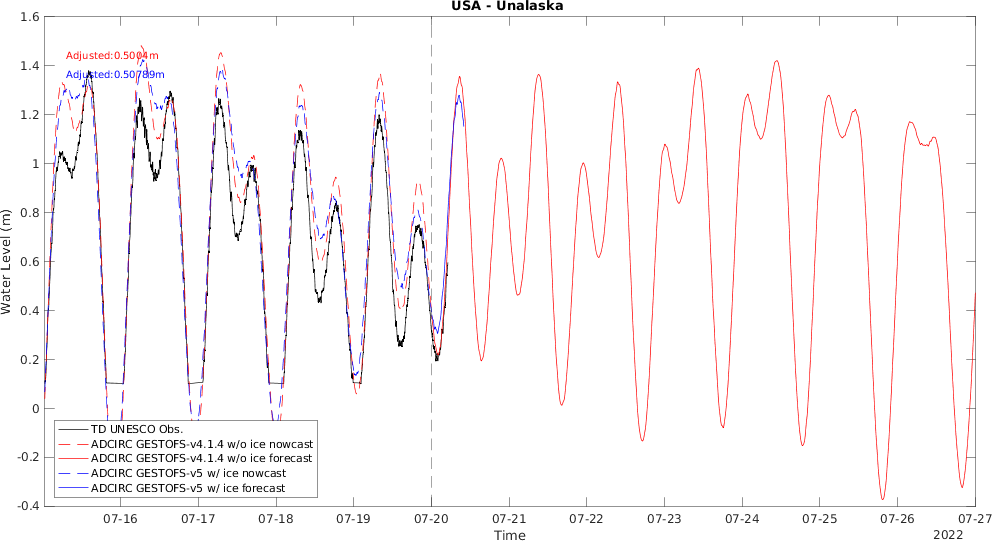 USA - Unalaska
1.6
1.4
1.2
1
0.8
0.6
0.4
0.2
0
-0.2
-0.4
Water Level (m)
Adjusted:0.5004m
Adjusted:0.50789m
TD UNESCO Obs.
ADCIRC GESTOFS-v4.1.4 w/o ice nowcast
ADCIRC GESTOFS-v4.1.4 w/o ice forecast
ADCIRC GESTOFS-v5 w/ ice nowcast
ADCIRC GESTOFS-v5 w/ ice forecast
07-16 07-17 07-18 07-19 07-20 07-21 07-22 07-23 07-24 07-25 07-26 07-27
Time
2022